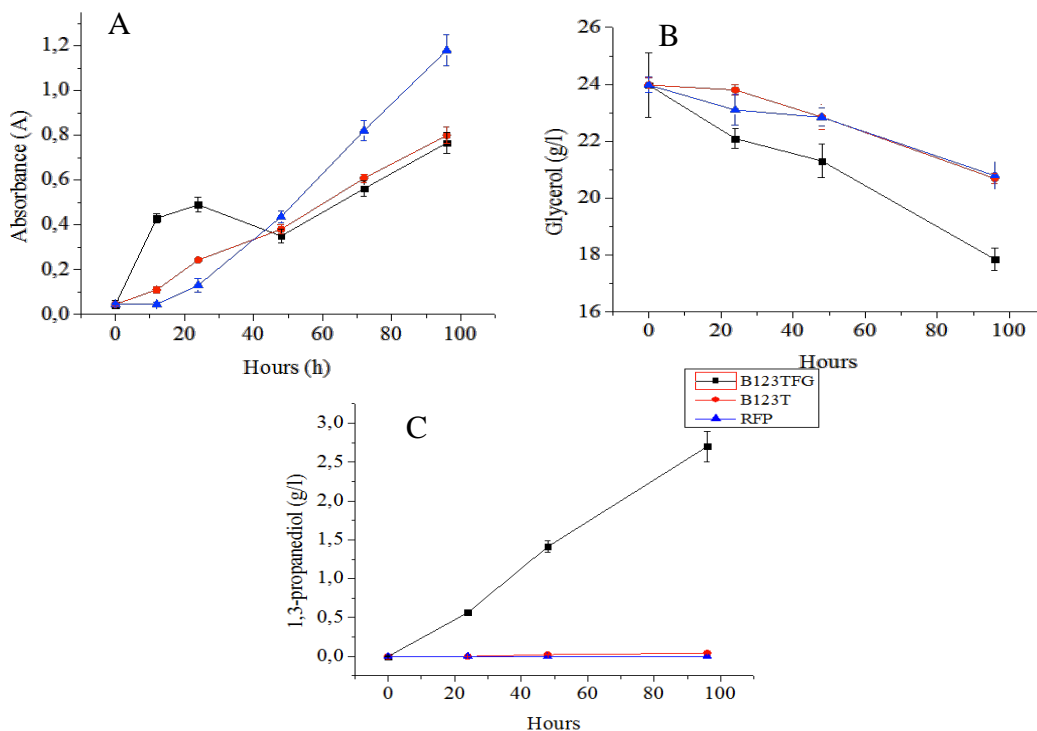 A
1,2
1,0
0,8
0,6
0,4
0,2
0,0
Absorbance (A)
0 20 40 60 80 100
Hours (h)
B
26
24
22
20
18
16
Glycerol (g/l)
0 20 40 60 80 100
Hours
B123TFG
B123T
RFP
C
3,0
2,5
2,0
1,5
1,0
0,5
0,0
1,3-propanediol (g/l)
0 20 40 60 80 100
Hours